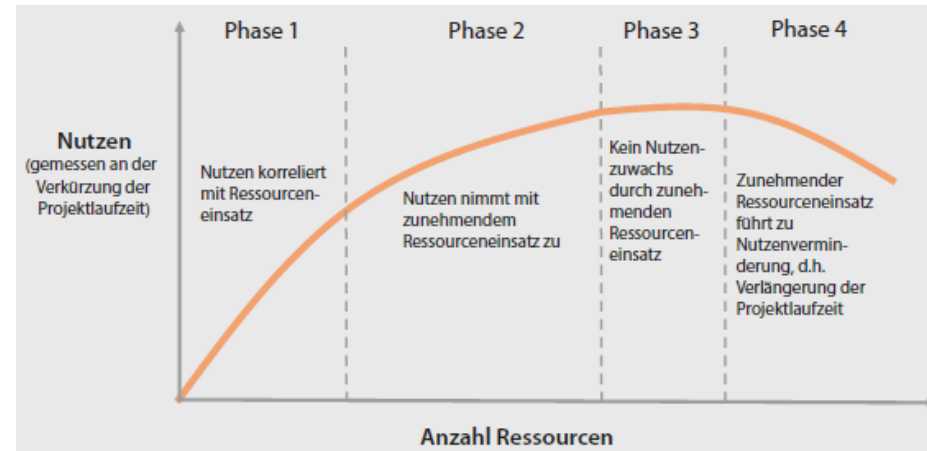 Phase 1
Phase 2
Phase 3
Phase 4
Nutzen
(gemessen an der
Verkürzung der
Projektlaufzeit)
Nutzen korreliert
mit Ressourcen-
einsatz
Nutzen nimmt mit
zunehmendem
Ressourceneinsatz zu
Kein Nutzen-
zuwachs
durch zuneh-
menden
Ressourcen-
einsatz
Zunehmender
Ressourceneinsatz
führt zu
Nutzenvermin-
derung, d.h.
Verlängerung der
Projektlaufzeit
Anzahl Ressourcen